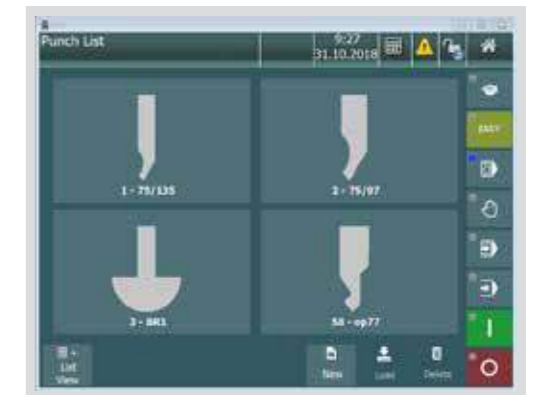 Punch List
9:27
31.10.2018
EASY
1 - 75/135
2 - 75/97
3 - BR1
58 - op77
List
View
New
Load
Delete